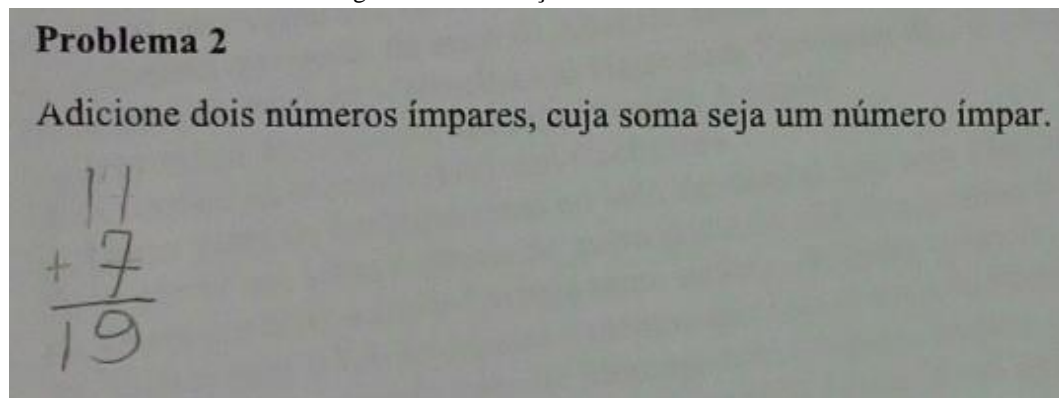 Problema 2
Adicione dois números ímpares, cuja soma seja um número ímpar.
11
+ 7
19